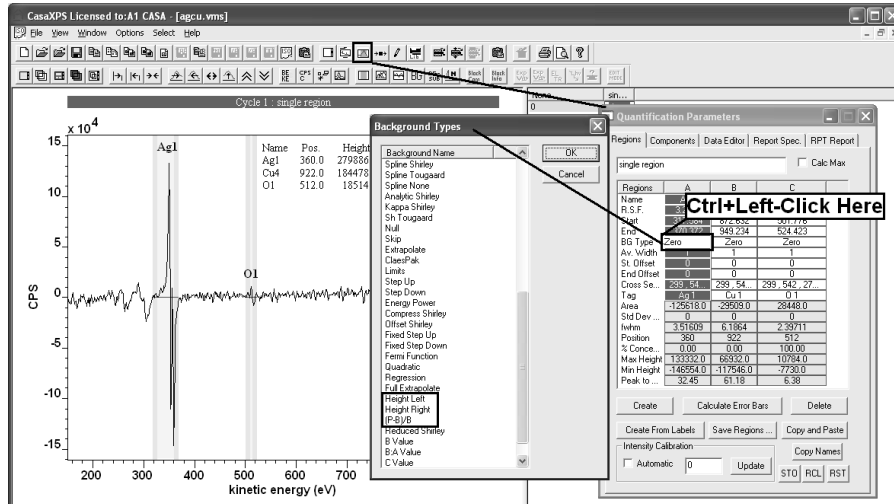 CasaXPS Licensed to:A1 CASA - [agcu.vms]
File View Window Options Select Help
Cycle 1 : single region
x 10^4
Ag1
Name Pos. Height
Ag1 360.0 279886
Cu4 922.0 184478
O1 512.0 18514
15
10
5
0
-5
-10
-15
CPS
O1
200 300 400 500 600 700
kinetic energy (eV)
Background Types
Background Name
Spline Shirley
Spline Tougaard
Spline None
Analytic Shirley
Kappa Shirley
Sh Tougaard
Null
Skip
Extrapolate
ClaesPak
Limits
Step Up
Step Down
Energy Power
Compress Shirley
Offset Shirley
Fixed Step Up
Fixed Step Down
Fermi Function
Quadratic
Regression
Full Extrapolate
Height Left
Height Right
(P-B)/B
Reduced Shirley
B Value
B:A Value
C Value
OK
Cancel
None sin...
0
Quantification Parameters
Regions Components Data Editor Report Spec. RPT Report
single region
Calc Max
Regions A B C
Name
R.S.F.
Ctrl+Left-Click Here
Start 872.632 501.776
End 370.372 949.234 524.423
BG Type Zero Zero Zero
Av. Width 1 1 1
St. Offset 0 0 0
End Offset 0 0 0
Cross Se... 299 , 54... 299 , 54... 299 , 542 , 27...
Tag Ag 1 Cu 1 O 1
Area -125618.0 -29509.0 28448.0
Std Dev ... 0 0 0
fwhm 3.51609 6.1864 2.39711
Position 360 922 512
% Conce... 0.00 0.00 100.00
Max Height 133332.0 66932.0 10784.0
Min Height -146554.0 -117546.0 -7730.0
Peak to ... 32.45 61.18 6.38
Create Calculate Error Bars Delete
Create From Labels Save Regions ... Copy and Paste
Intensity Calibration
Automatic 0 Update
Copy Names
STO RCL RST